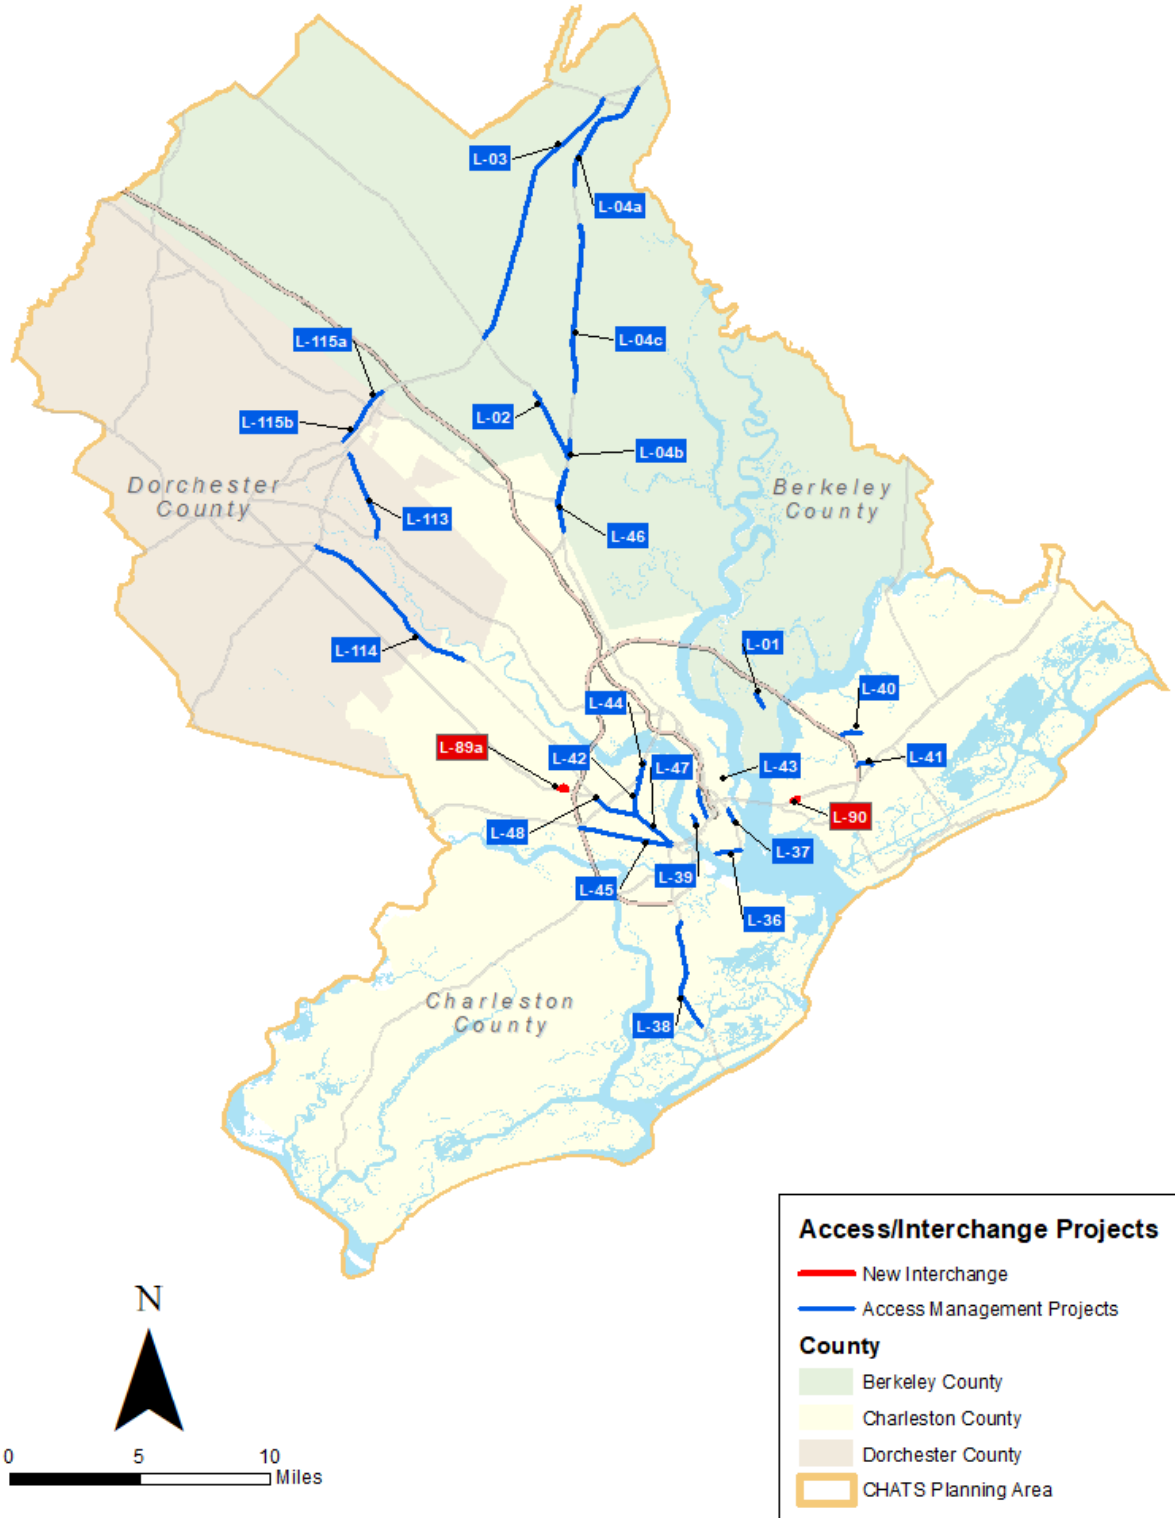 L-03
L-04a
L-115a
L-04c
L-02
L-115b
L-04b
Dorchester
County
Berkeley
County
L-113
L-46
L-114
L-01
L-40
L-44
L-89a
L-42
L-47
L-43
L-41
L-90
L-48
L-37
L-39
L-45
L-36
Charleston
County
L-38
Access/Interchange Projects
New Interchange
Access Management Projects
County
Berkeley County
Charleston County
Dorchester County
CHATS Planning Area
N
0 5 10
Miles